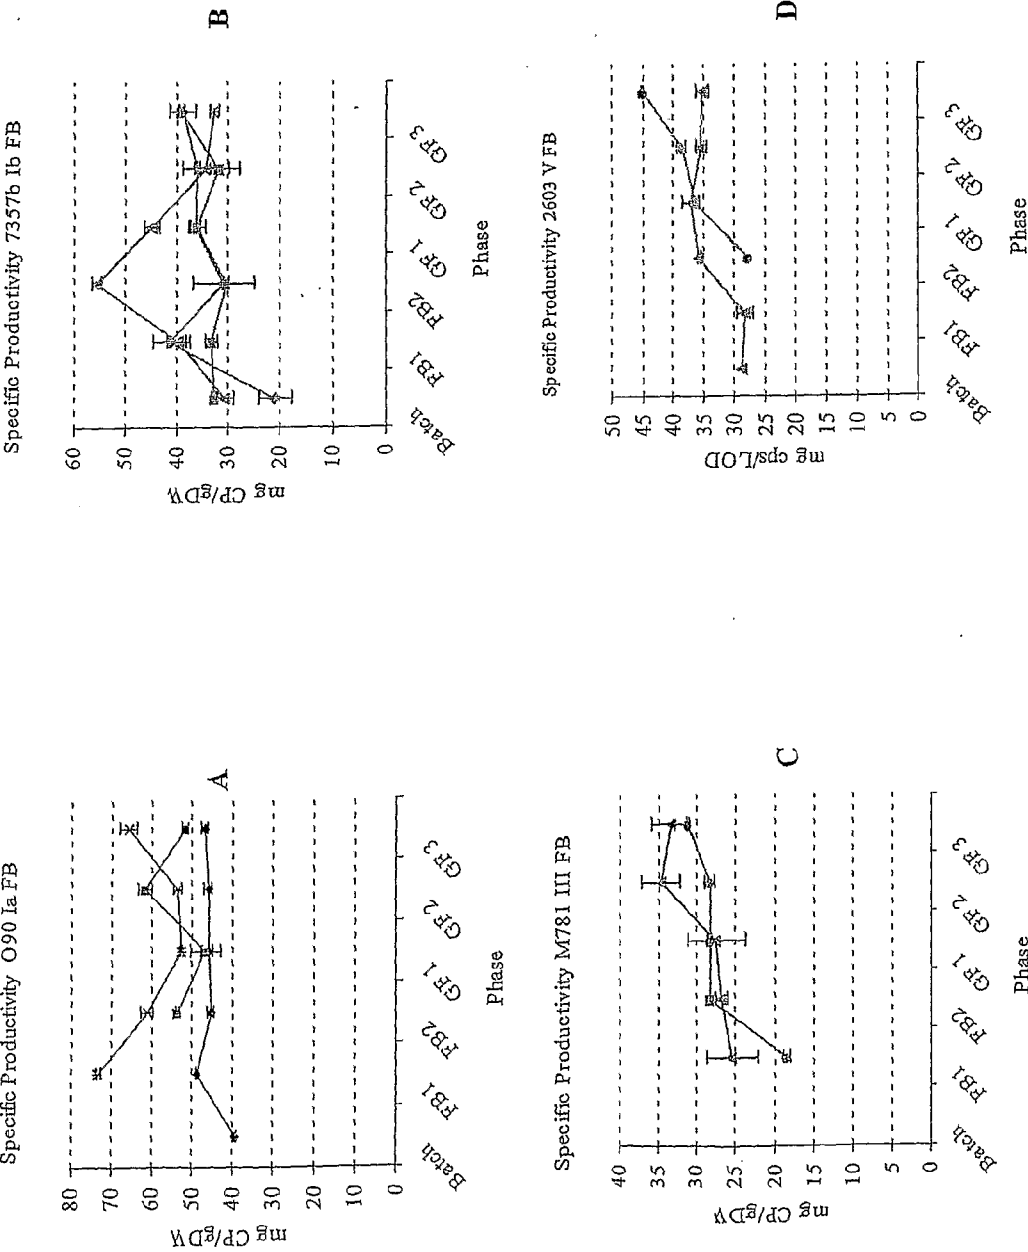 Specific Productivity O90 Ia FB
A
mg CP/gDW
80
70
60
50
40
30
20
10
0
Batch
FB1
FB2
GF 1
GF 2
GF 3
Phase
Specific Productivity 7357b Ib FB
B
mg CP/gDW
60
50
40
30
20
10
0
Batch
FB1
FB2
GF 1
GF 2
GF 3
Phase
Specific Productivity M781 III FB
C
mg CP/gDW
40
35
30
25
20
15
10
5
0
Batch
FB1
FB2
GF 1
GF 2
GF 3
Phase
Specific Productivity 2603 V FB
D
mg cps/L'OD
50
45
40
35
30
25
20
15
10
5
0
Batch
FB1
FB2
GF 1
GF 2
GF 3
Phase